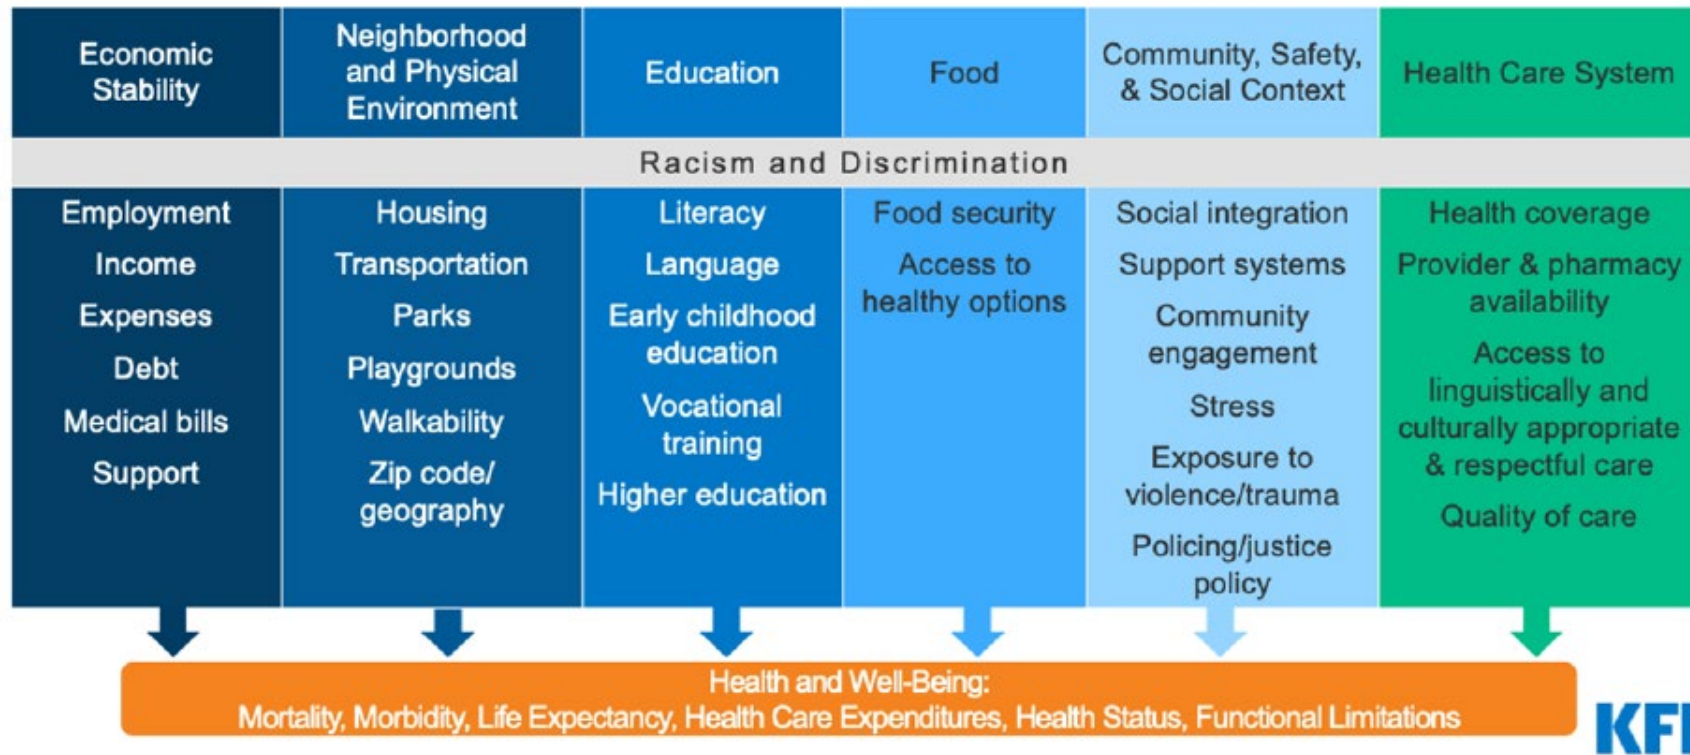 Economic
Stability
Neighborhood
and Physical
Environment
Education
Food
Community, Safety,
& Social Context
Health Care System
Racism and Discrimination
Employment
Income
Expenses
Debt
Medical bills
Support
Housing
Transportation
Parks
Playgrounds
Walkability
Zip code/
geography
Literacy
Language
Early childhood
education
Vocational
training
Higher education
Food security
Access to
healthy options
Social integration
Support systems
Community
engagement
Stress
Exposure to
violence/trauma
Policing/justice
policy
Health coverage
Provider & pharmacy
availability
Access to
linguistically and
culturally appropriate
& respectful care
Quality of care
Health and Well-Being:
Mortality, Morbidity, Life Expectancy, Health Care Expenditures, Health Status, Functional Limitations